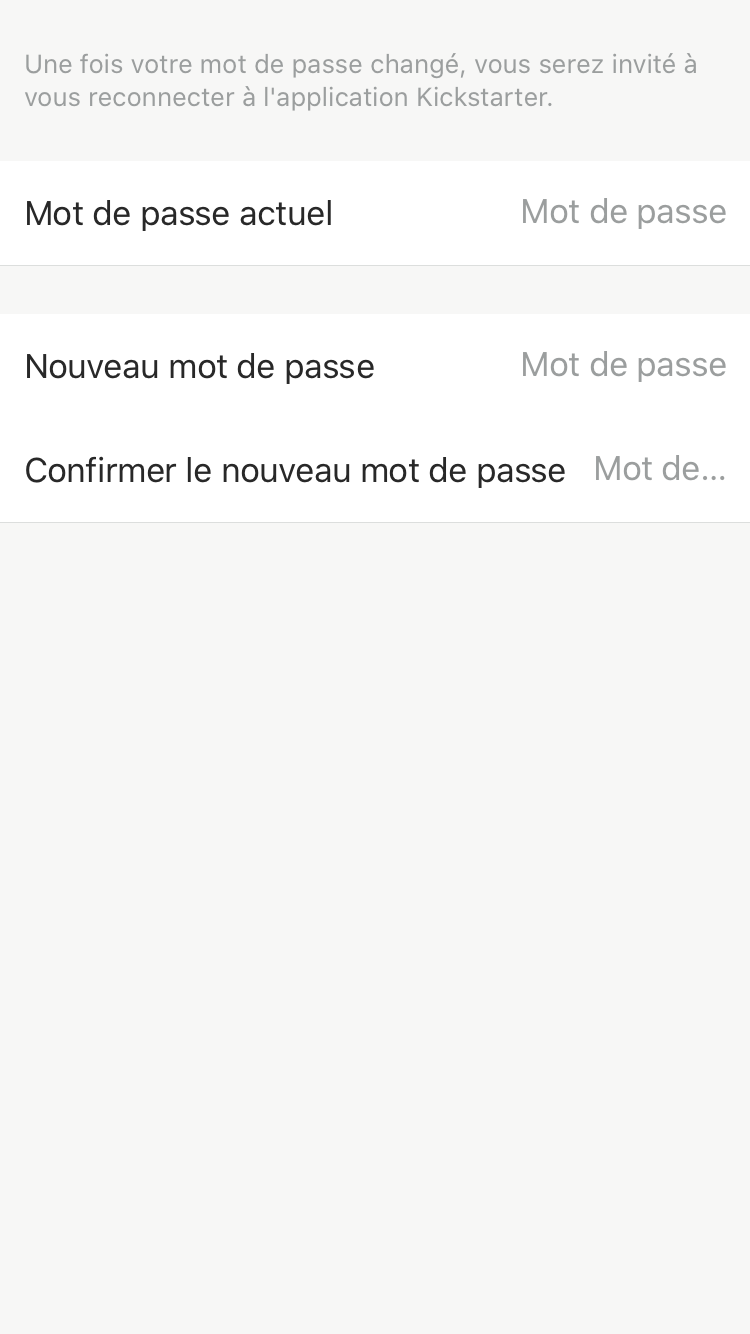 Une fois votre mot de passe changé, vous serez invité à
vous reconnecter à l'application Kickstarter.
Mot de passe actuel Mot de passe
Nouveau mot de passe Mot de passe
Confirmer le nouveau mot de passe Mot de...